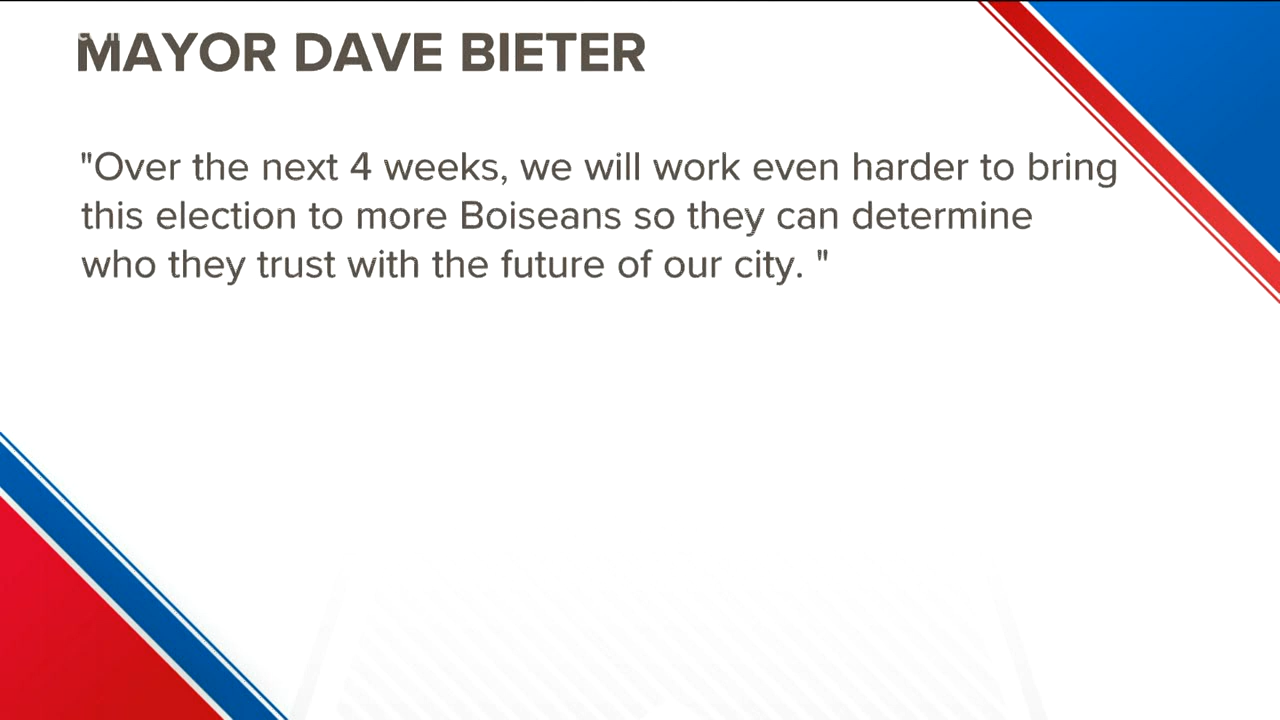 MAYOR DAVE BIETER
"Over the next 4 weeks, we will work even harder to bring
this election to more Boiseans so they can determine
who they trust with the future of our city. "